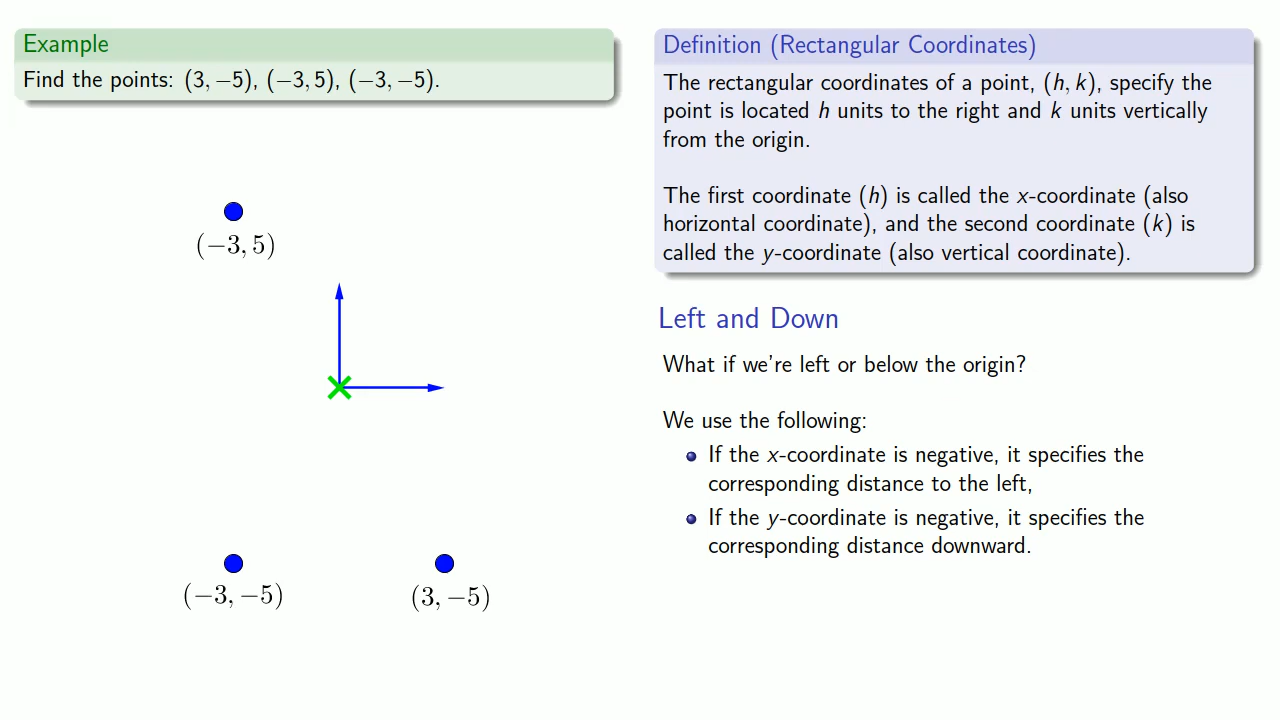 Example
Find the points: (3, −5), (−3, 5), (−3, −5).
(−3, 5)
(−3, −5)
(3, −5)
Definition (Rectangular Coordinates)
The rectangular coordinates of a point, (h, k), specify the
point is located h units to the right and k units vertically
from the origin.
The first coordinate (h) is called the x-coordinate (also
horizontal coordinate), and the second coordinate (k) is
called the y-coordinate (also vertical coordinate).
Left and Down
What if we're left or below the origin?
We use the following:
If the x-coordinate is negative, it specifies the
corresponding distance to the left,
If the y-coordinate is negative, it specifies the
corresponding distance downward.